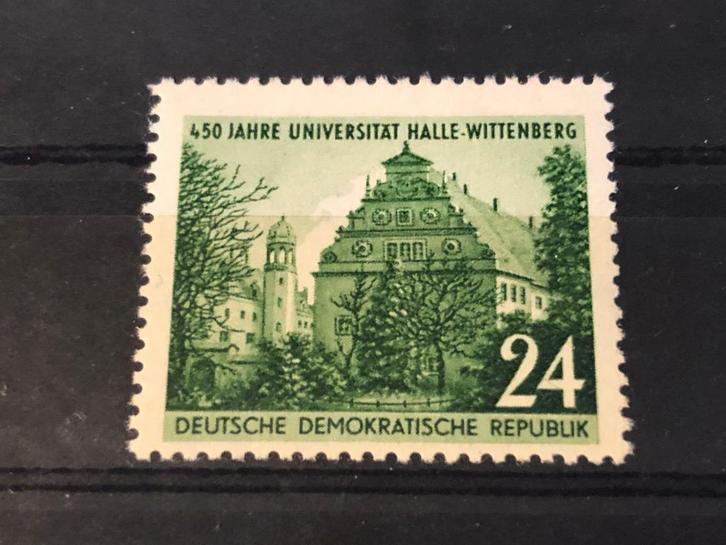 450 JAHRE UNIVERSITÄT HALLE-WITTENBERG
24
DEUTSCHE DEMOKRATISCHE REPUBLIK